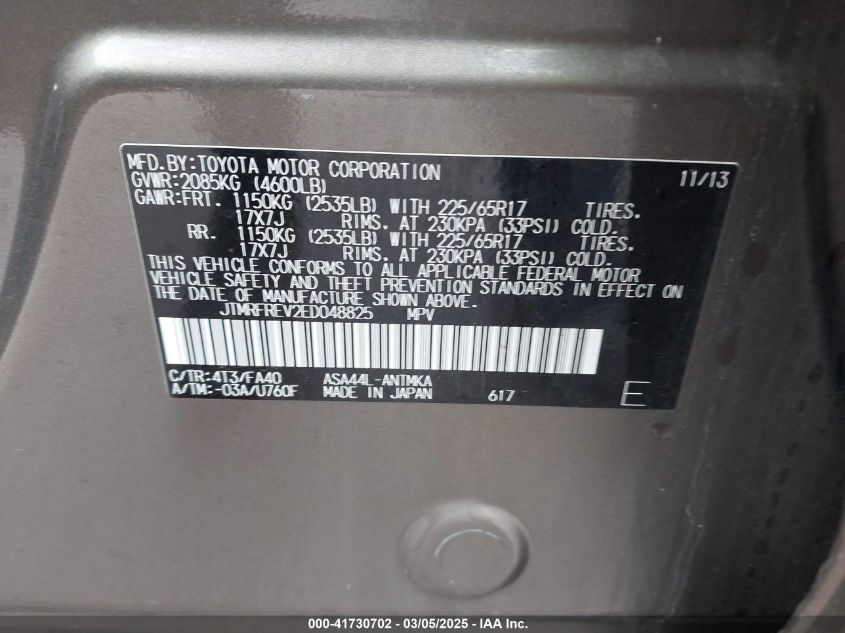 MFD. BY: TOYOTA MOTOR CORPORATION 11/13
GVWR: 2085KG (4600LB)
GAWR: FRT. 1150KG (2535LB) WITH 225/65R17 TIRES.
17X7J RIMS. AT 230KPA (33PSI) COLD.
RR. 1150KG (2535LB) WITH 225/65R17 TIRES.
17X7J RIMS. AT 230KPA (33PSI) COLD.
THIS VEHICLE CONFORMS TO ALL APPLICABLE FEDERAL MOTOR
VEHICLE SAFETY AND THEFT PREVENTION STANDARDS IN EFFECT ON
THE DATE OF MANUFACTURE SHOWN ABOVE.
JTMRFREV2ED048825 MPV
C/TR: 4T3/FA40 ASA44L-ANTMKA
A/TM: -03A/U760F MADE IN JAPAN 617 E
000-41730702 — 03/05/2025 — IAA Inc.